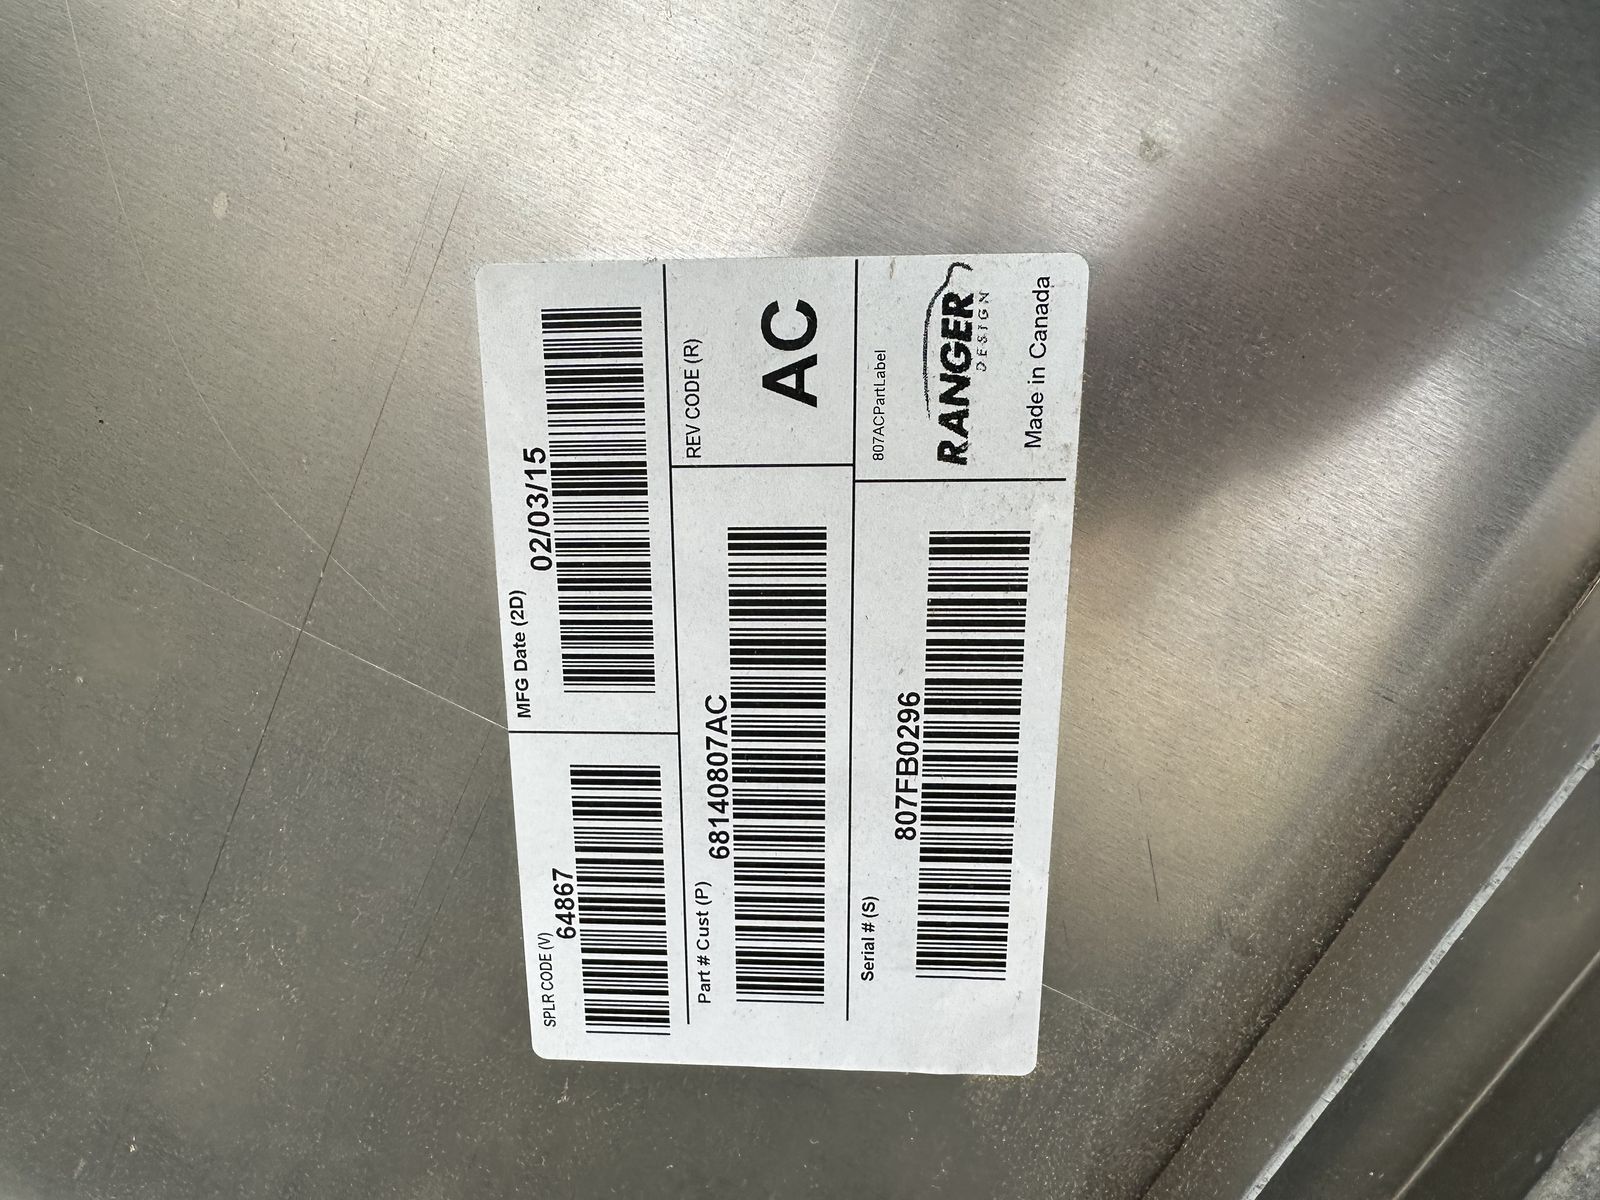 SPLR CODE (V)
64867
MFG Date (2D)
02/03/15
Part # Cust (P)
68140807AC
REV CODE (R)
AC
Serial # (S)
807FB0296
807ACPartLabel
RANGER
DESIGN
Made in Canada